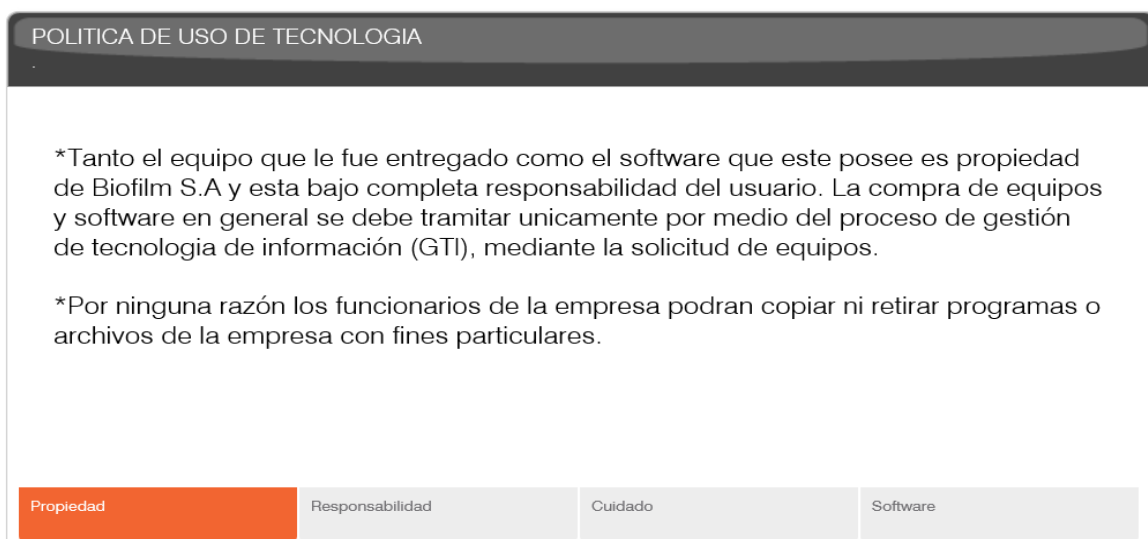 POLITICA DE USO DE TECNOLOGIA
.
*Tanto el equipo que le fue entregado como el software que este posee es propiedad
de Biofilm S.A y esta bajo completa responsabilidad del usuario. La compra de equipos
y software en general se debe tramitar unicamente por medio del proceso de gestión
de tecnologia de información (GTI), mediante la solicitud de equipos.
*Por ninguna razón los funcionarios de la empresa podran copiar ni retirar programas o
archivos de la empresa con fines particulares.
Propiedad
Responsabilidad
Cuidado
Software